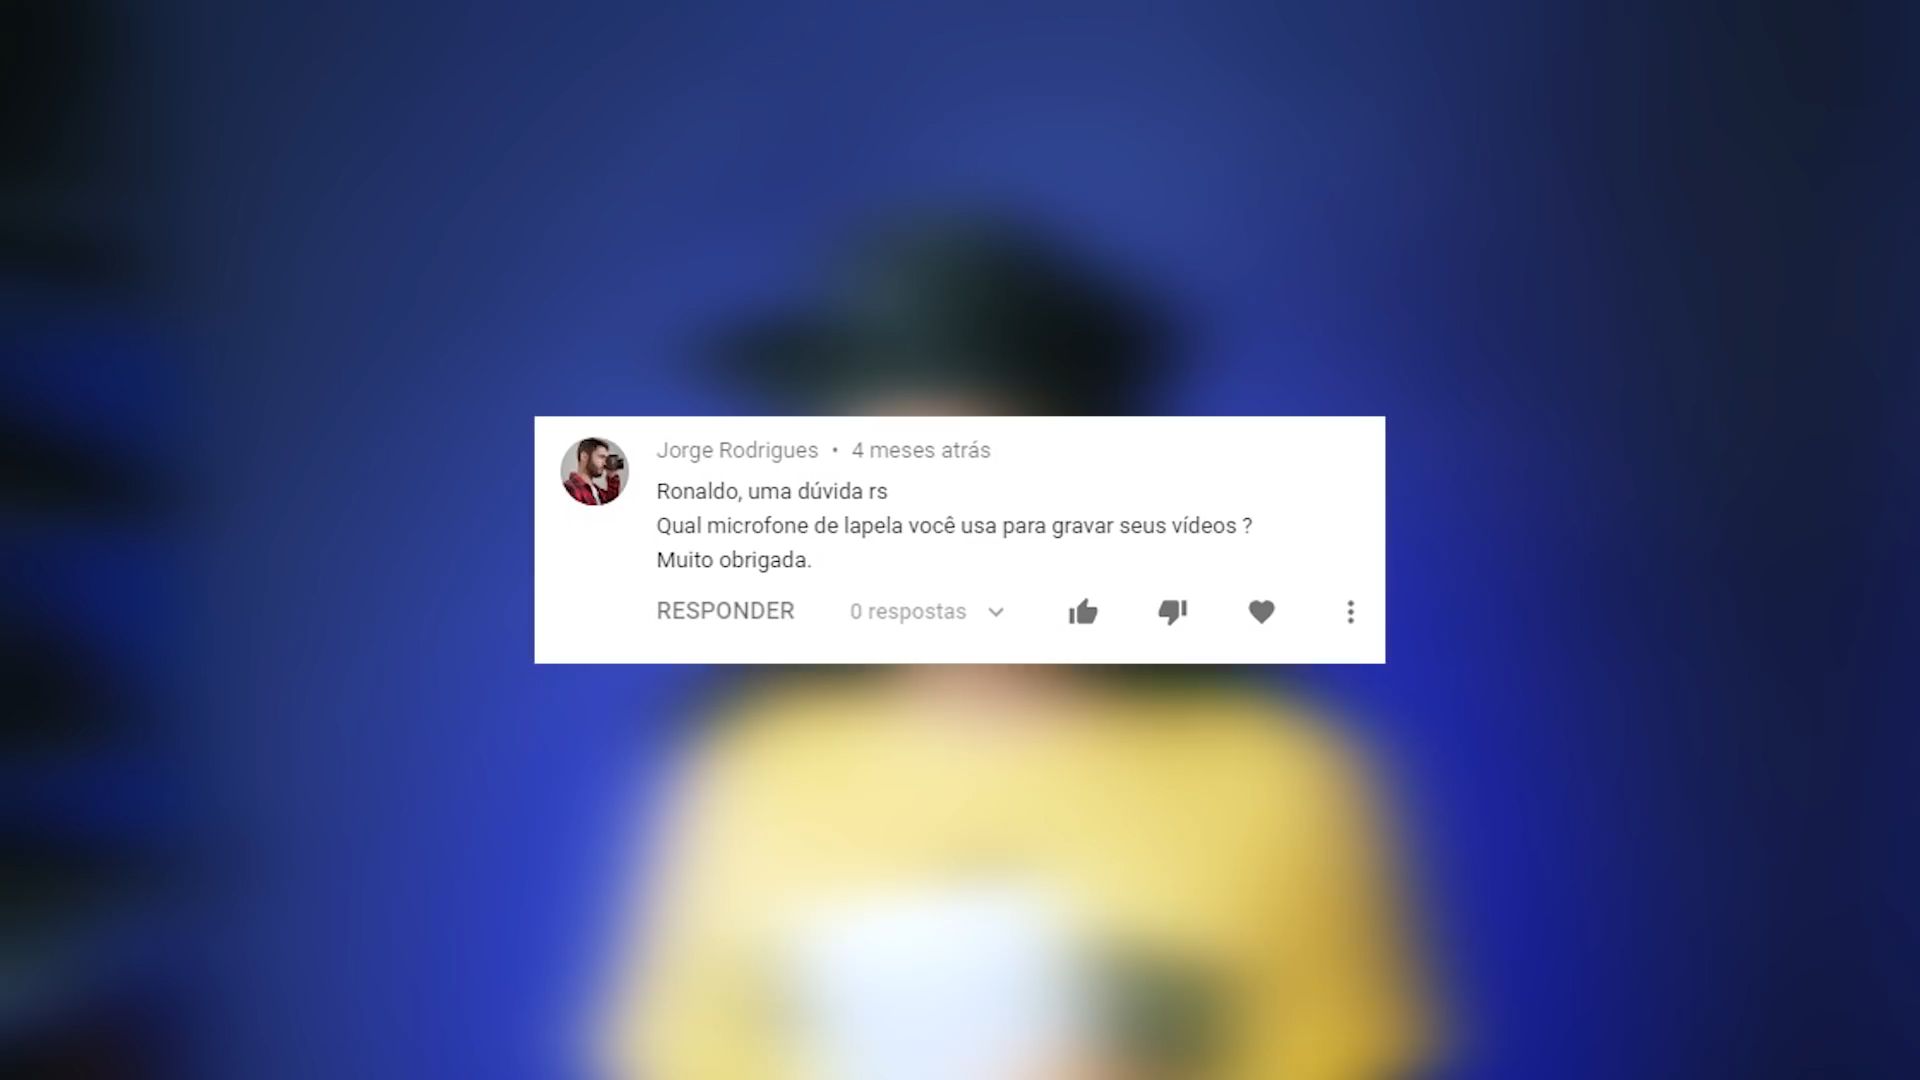 Jorge Rodrigues • 4 meses atrás
Ronaldo, uma dúvida rs
Qual microfone de lapela você usa para gravar seus vídeos ?
Muito obrigada.
RESPONDER 0 respostas